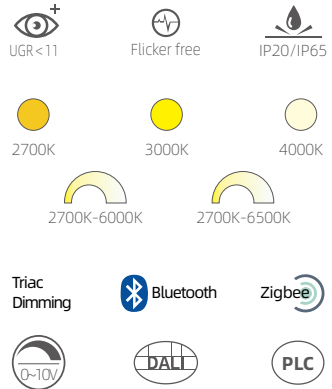 UGR<11
Flicker free
IP20/IP65
2700K
3000K
4000K
2700K-6000K
2700K-6500K
Triac
Dimming
Bluetooth
Zigbee
0~10V
DALI
PLC